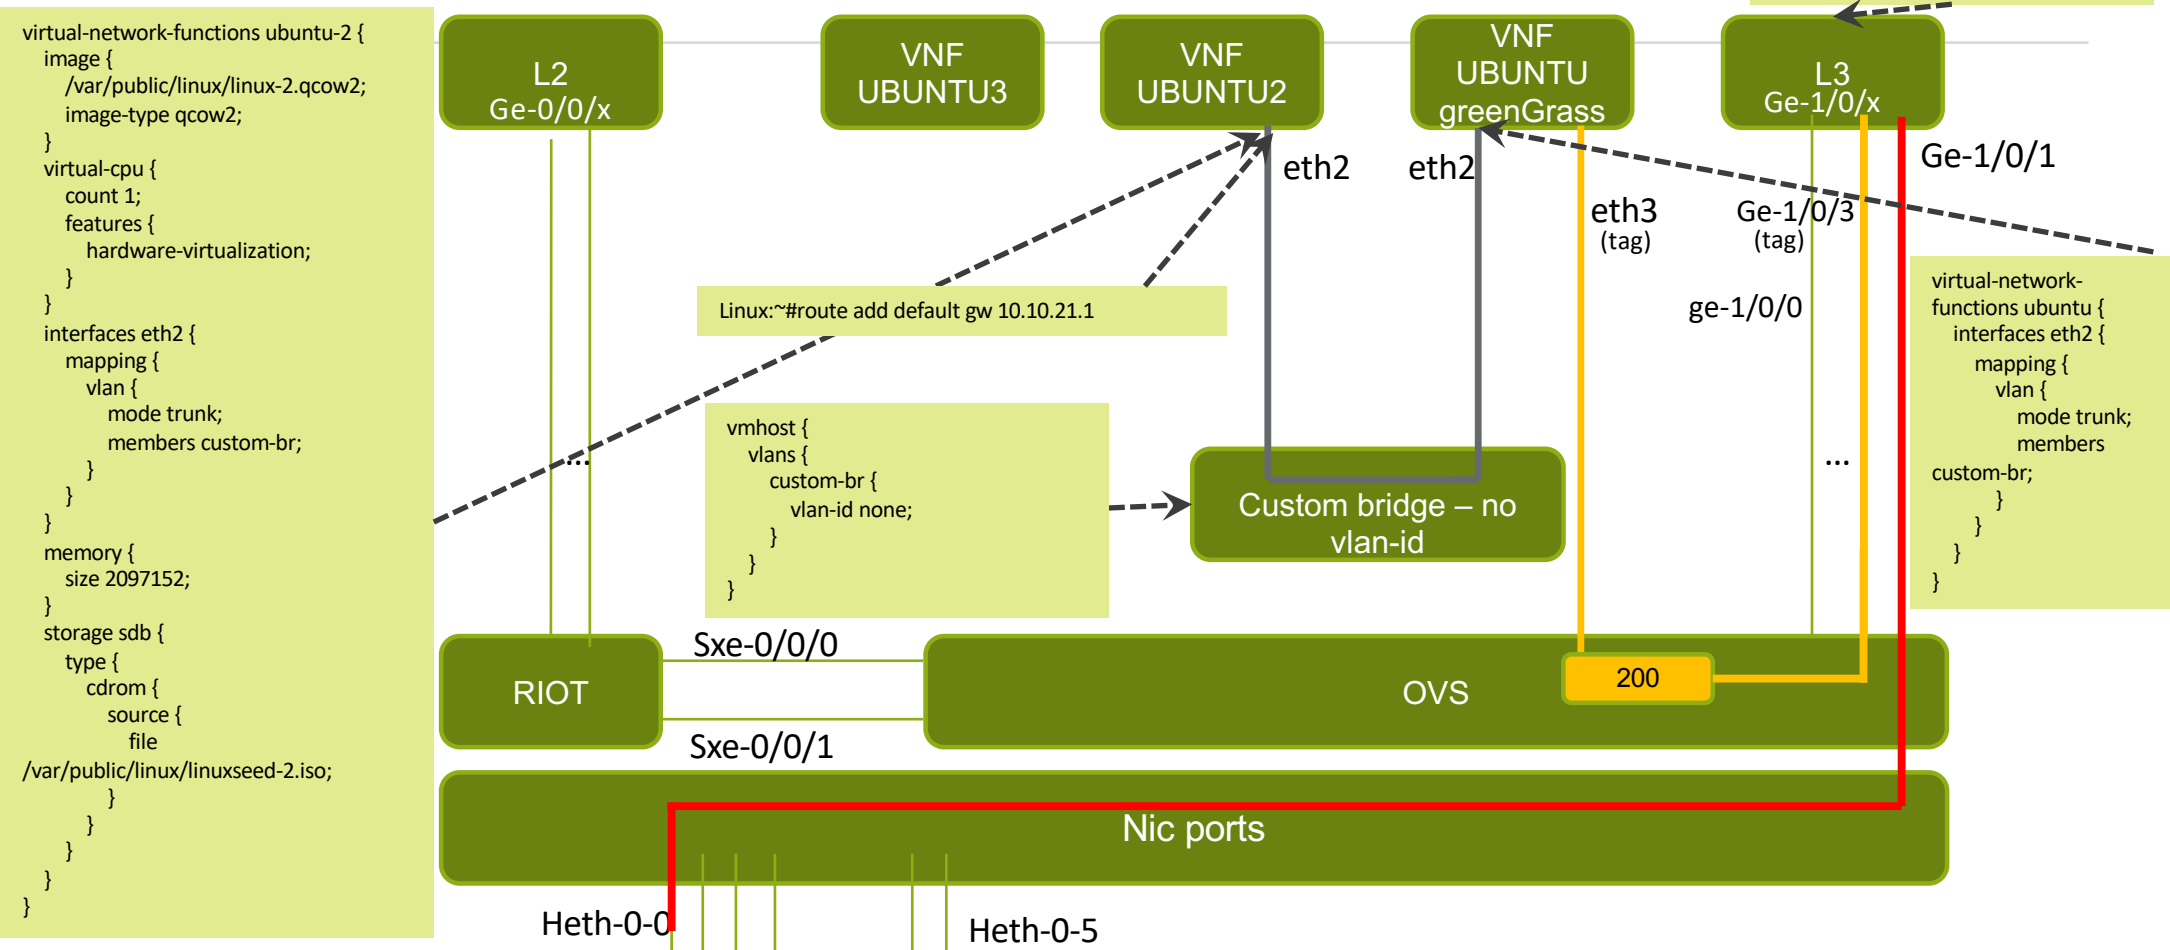 virtual-network-functions ubuntu-2 {
image {
/var/public/linux/linux-2.qcow2;
image-type qcow2;
}
virtual-cpu {
count 1;
features {
hardware-virtualization;
}
}
interfaces eth2 {
mapping {
vlan {
mode trunk;
members custom-br;
}
}
}
memory {
size 2097152;
}
storage sdb {
type {
cdrom {
source {
file
/var/public/linux/linuxseed-2.iso;
}
}
}
}
}
L2
Ge-0/0/x
VNF
UBUNTU3
VNF
UBUNTU2
VNF
UBUNTU
greenGrass
L3
Ge-1/0/x
eth2
eth2
eth3
(tag)
Ge-1/0/3
(tag)
Ge-1/0/1
ge-1/0/0
Linux:~#route add default gw 10.10.21.1
...
...
vmhost {
vlans {
custom-br {
vlan-id none;
}
}
}
Custom bridge – no
vlan-id
virtual-network-
functions ubuntu {
interfaces eth2 {
mapping {
vlan {
mode trunk;
members
custom-br;
}
}
}
}
Sxe-0/0/0
RIOT
Sxe-0/0/1
OVS
200
Nic ports
Heth-0-0
Heth-0-5